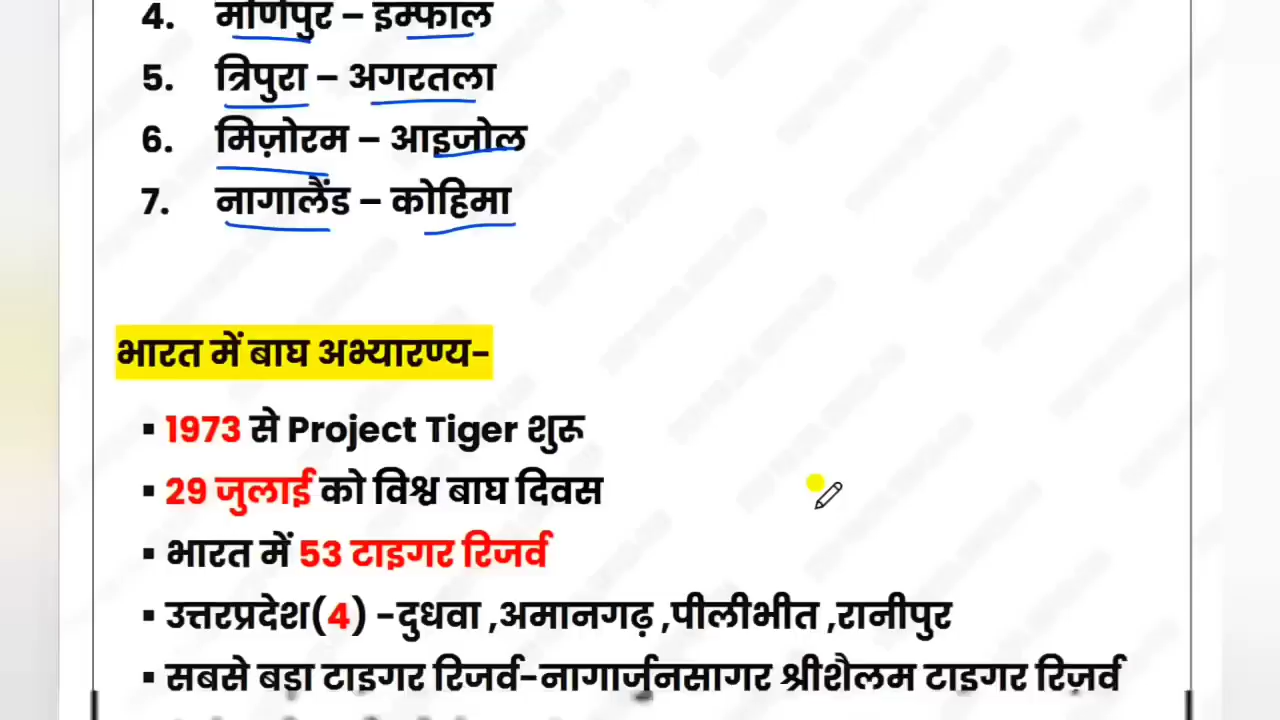 4. मणिपुर – इम्फाल
5. त्रिपुरा – अगरतला
6. मिज़ोरम – आइजोल
7. नागालैंड – कोहिमा
भारत में बाघ अभ्यारण्य-
▪ 1973 से Project Tiger शुरू
▪ 29 जुलाई को विश्व बाघ दिवस
▪ भारत में 53 टाइगर रिजर्व
▪ उत्तरप्रदेश(4) -दुधवा ,अमानगढ़ ,पीलीभीत ,रानीपुर
▪ सबसे बड़ा टाइगर रिजर्व-नागार्जुनसागर श्रीशैलम टाइगर रिजर्व